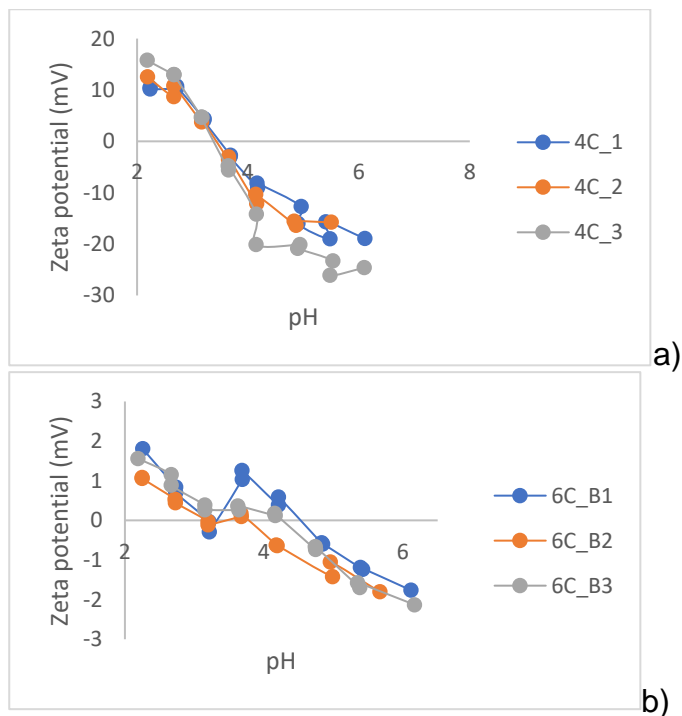 20
10
0
-10
-20
-30
2
4
6
8
Zeta potential (mV)
pH
4C_1
4C_2
4C_3
a)
3
2
1
0
-1
-2
-3
2
4
6
Zeta potential (mV)
pH
6C_B1
6C_B2
6C_B3
b)